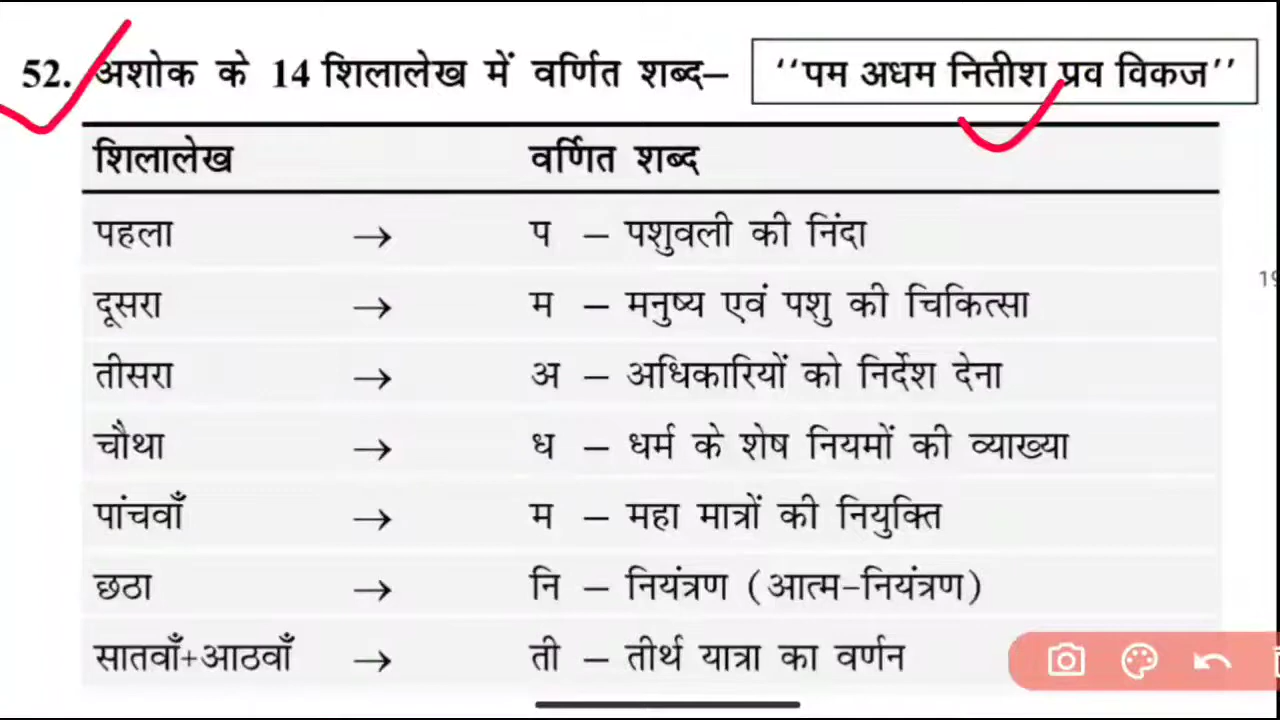 52. अशोक के 14 शिलालेख में वर्णित शब्द– ‘‘पम अधम नितीश प्रव विकज’’
शिलालेख वर्णित शब्द
पहला → प – पशुवली की निंदा
दूसरा → म – मनुष्य एवं पशु की चिकित्सा
तीसरा → अ – अधिकारियों को निर्देश देना
चौथा → ध – धर्म के शेष नियमों की व्याख्या
पांचवाँ → म – महा मात्रों की नियुक्ति
छठा → नि – नियंत्रण (आत्म-नियंत्रण)
सातवाँ+आठवाँ → ती – तीर्थ यात्रा का वर्णन